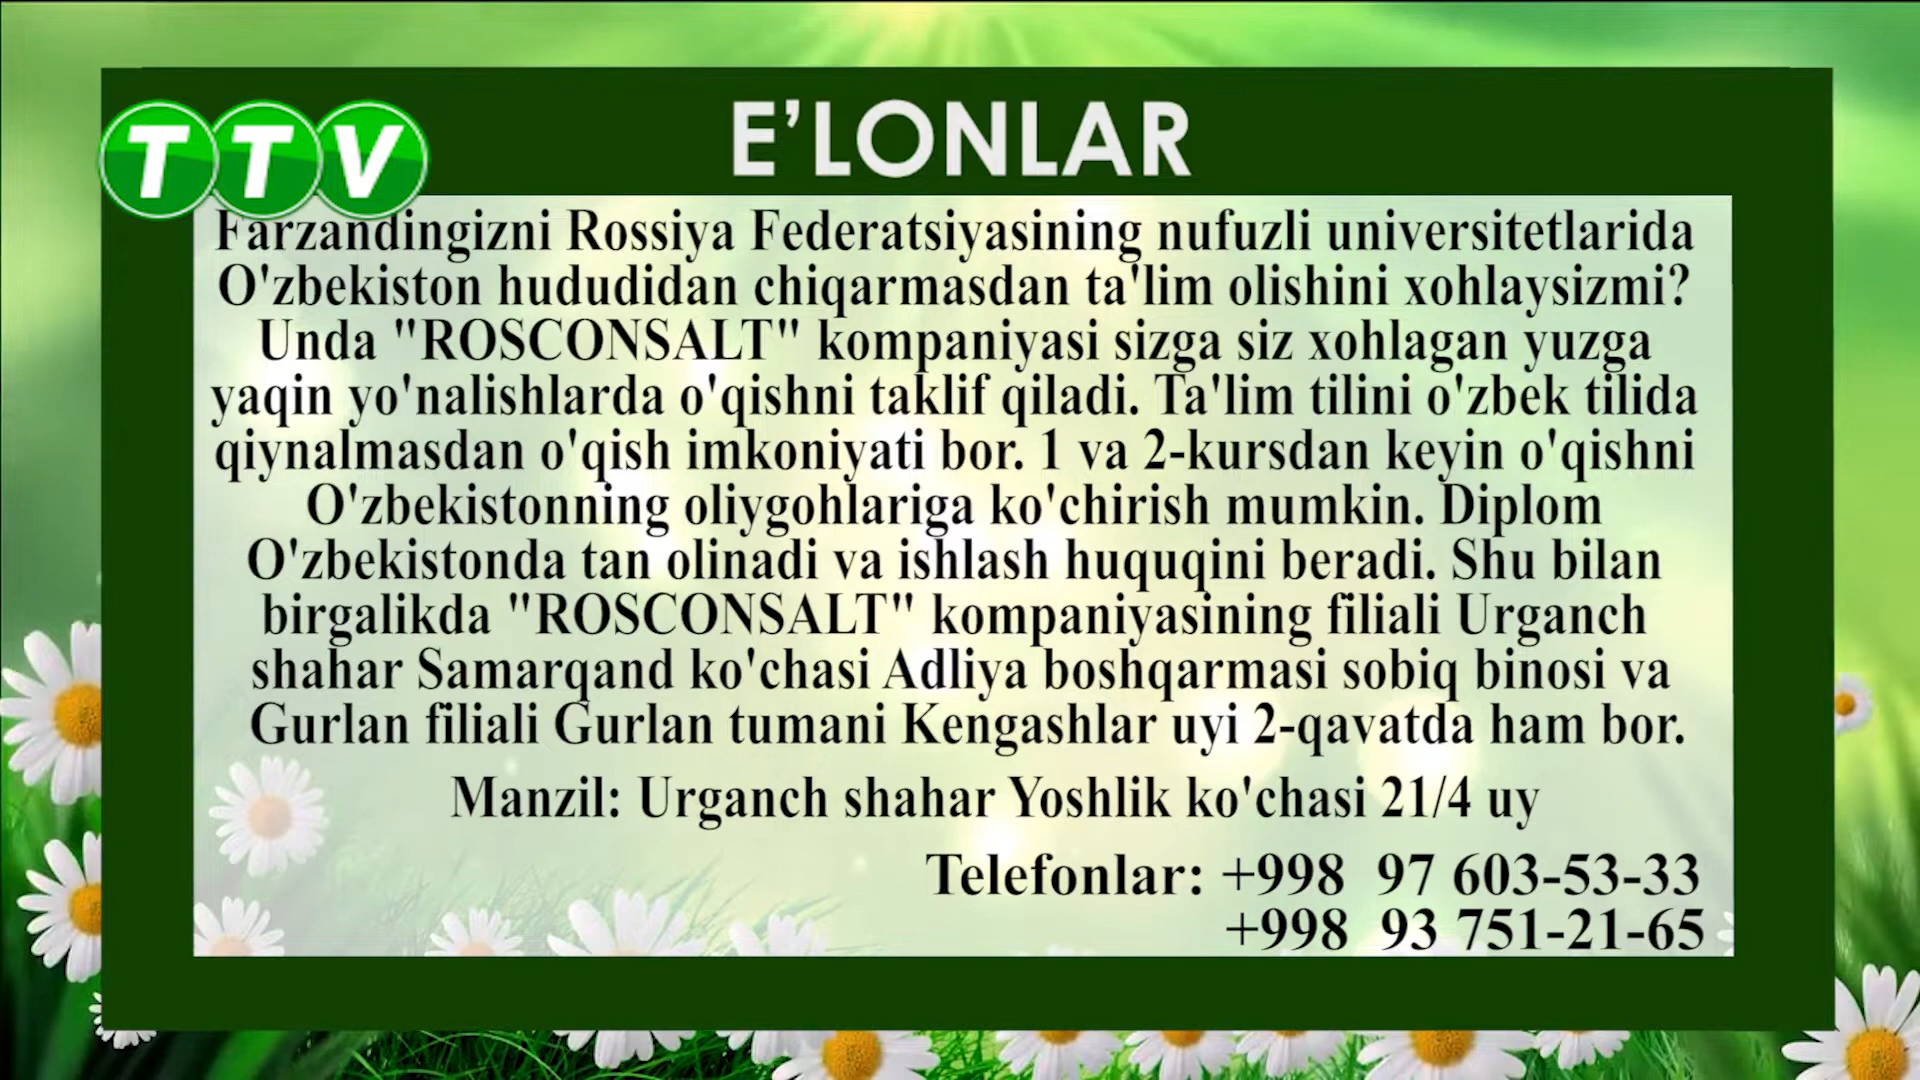 TTV
E’LONLAR
Farzandingizni Rossiya Federatsiyasining nufuzli universitetlarida
O'zbekiston hududidan chiqarmasdan ta'lim olishini xohlaysizmi?
Unda "ROSCONSALT" kompaniyasi sizga siz xohlagan yuzga
yaqin yo'nalishlarda o'qishni taklif qiladi. Ta'lim tilini o'zbek tilida
qiynalmasdan o'qish imkoniyati bor. 1 va 2-kursdan keyin o'qishni
O'zbekistonning oliygohlariga ko'chirish mumkin. Diplom
O'zbekistonda tan olinadi va ishlash huquqini beradi. Shu bilan
birgalikda "ROSCONSALT" kompaniyasining filiali Urganch
shahar Samarqand ko'chasi Adliya boshqarmasi sobiq binosi va
Gurlan filiali Gurlan tumani Kengashlar uyi 2-qavatda ham bor.
Manzil: Urganch shahar Yoshlik ko'chasi 21/4 uy
Telefonlar: +998 97 603-53-33
+998 93 751-21-65